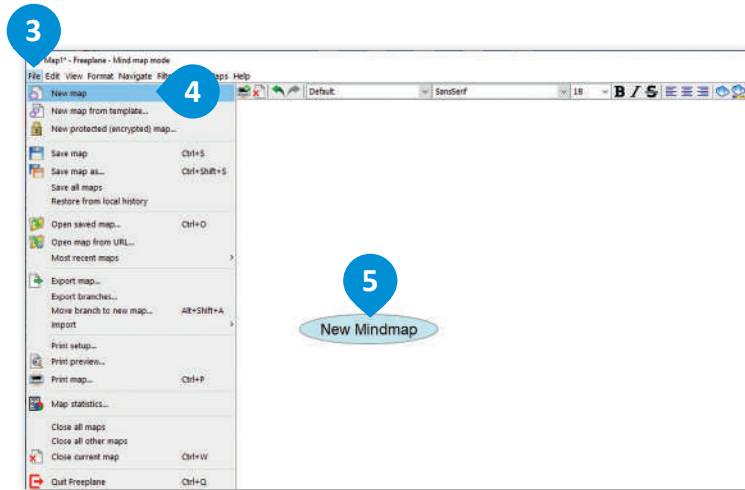 3
Map1* - Freeplane - Mind map mode
File Edit View Format Navigate Filt aps Help
New map
4
Default
SansSerif
18
B I S
New map from template...
New protected (encrypted) map...
Save map Ctrl+S
Save map as... Ctrl+Shift+S
Save all maps
Restore from local history
Open saved map... Ctrl+O
Open map from URL...
Most recent maps
Export map...
Export branches...
Move branch to new map... Alt+Shift+A
Import
5
New Mindmap
Print setup...
Print preview...
Print map... Ctrl+P
Map statistics...
Close all maps
Close all other maps
Close current map Ctrl+W
Quit Freeplane Ctrl+Q